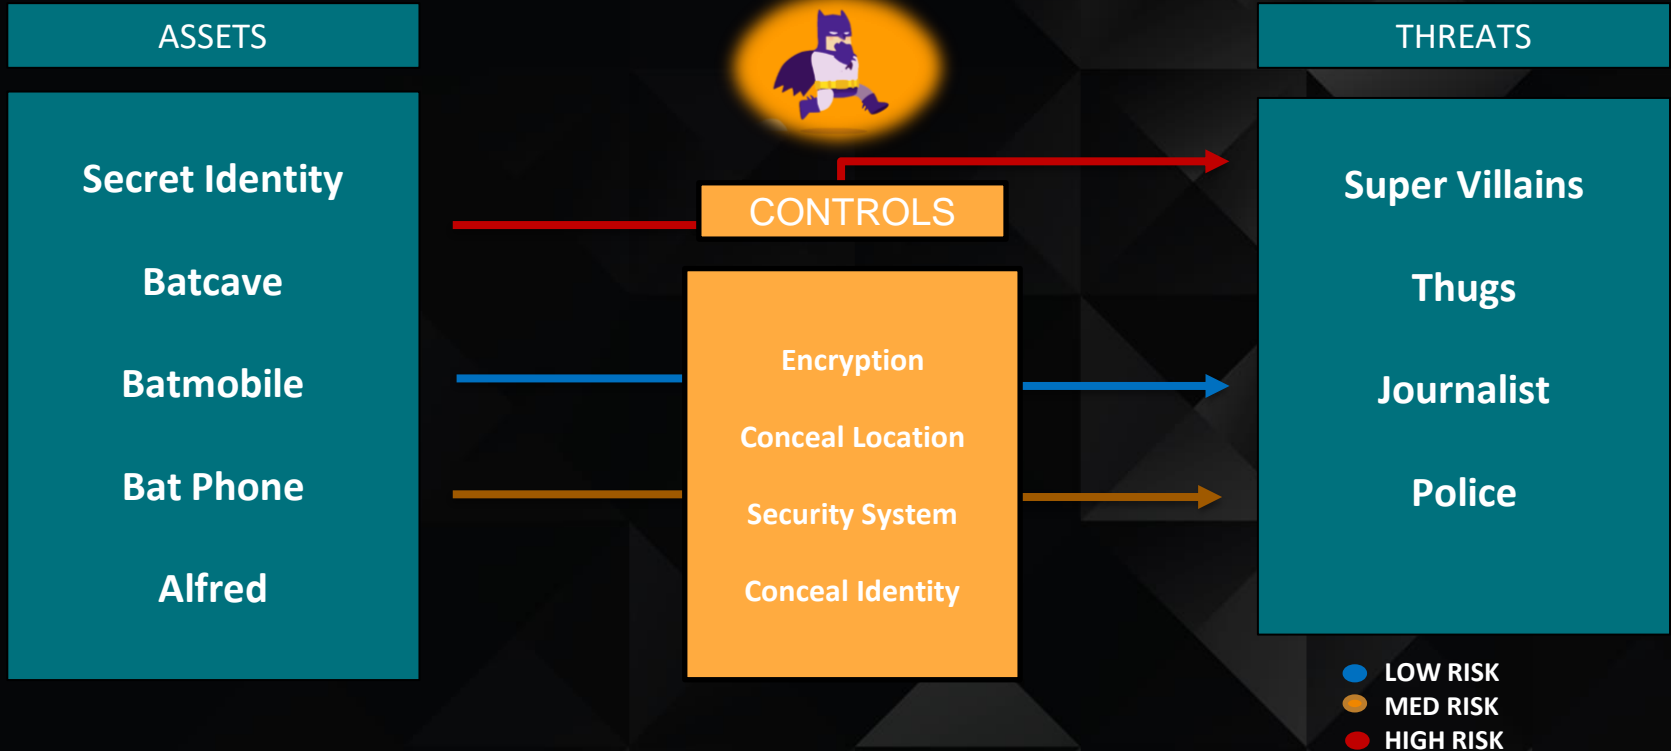 ASSETS
Secret Identity
Batcave
Batmobile
Bat Phone
Alfred
CONTROLS
Encryption
Conceal Location
Security System
Conceal Identity
THREATS
Super Villains
Thugs
Journalist
Police
LOW RISK
MED RISK
HIGH RISK